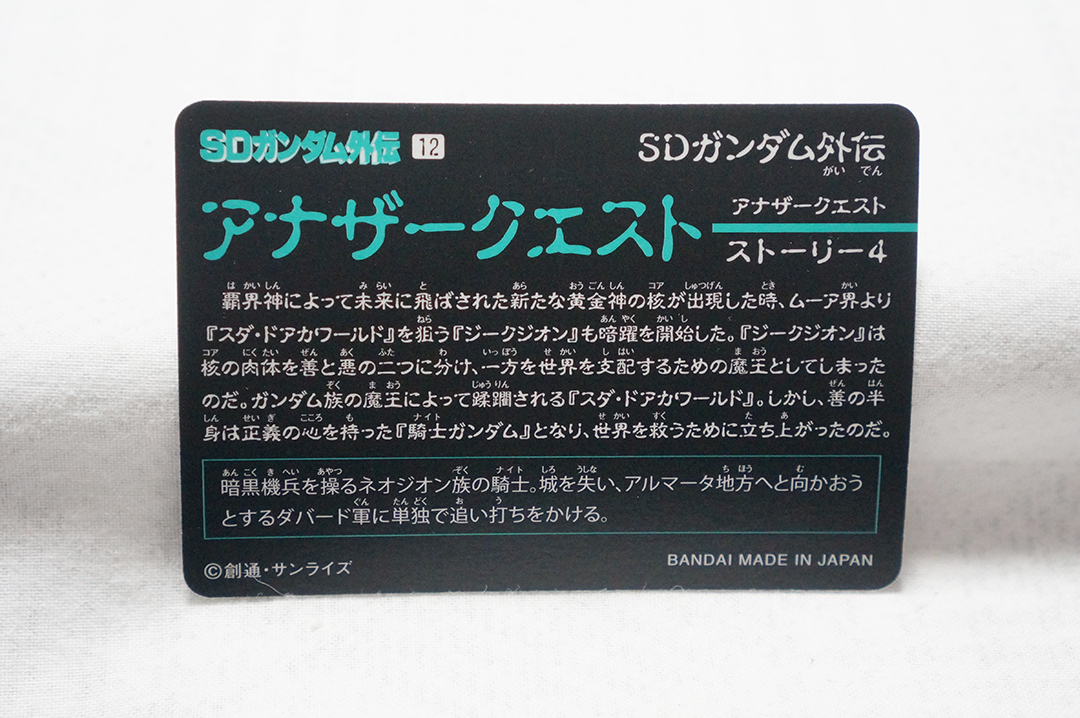 SDガンダム外伝 12
SDガンダム外伝
がい でん
アナザークエスト
アナザークエスト
ストーリー4
は かいしん み らい と あら おうごんしん コア しゅつげん とき かい
覇界神によって未来に飛ばされた新たな黄金神の核が出現した時、ムーア界より
ねら あんやく かいし
『スダ・ドアカワールド』を狙う『ジークジオン』も暗躍を開始した。『ジークジオン』は
コア にくたい ぜん あく ふた わ いっぽう せ かい し はい ま おう
核の肉体を善と悪の二つに分け、一方を世界を支配するための魔王としてしまった
ぞく ま おう じゅうりん ぜん はん
のだ。ガンダム族の魔王によって蹂躙される『スダ・ドアカワールド』。しかし、善の半
しん せい ぎ こころ も ナイト せ かい すく た あ
身は正義の心を持った『騎士ガンダム』となり、世界を救うために立ち上がったのだ。
あんこく き へい あやつ ぞく ナイト しろ うしな ち ほう む
暗黒機兵を操るネオジオン族の騎士。城を失い、アルマータ地方へと向かおう
ぐん たんどく お う
とするダバード軍に単独で追い打ちをかける。
©創通・サンライズ
BANDAI MADE IN JAPAN